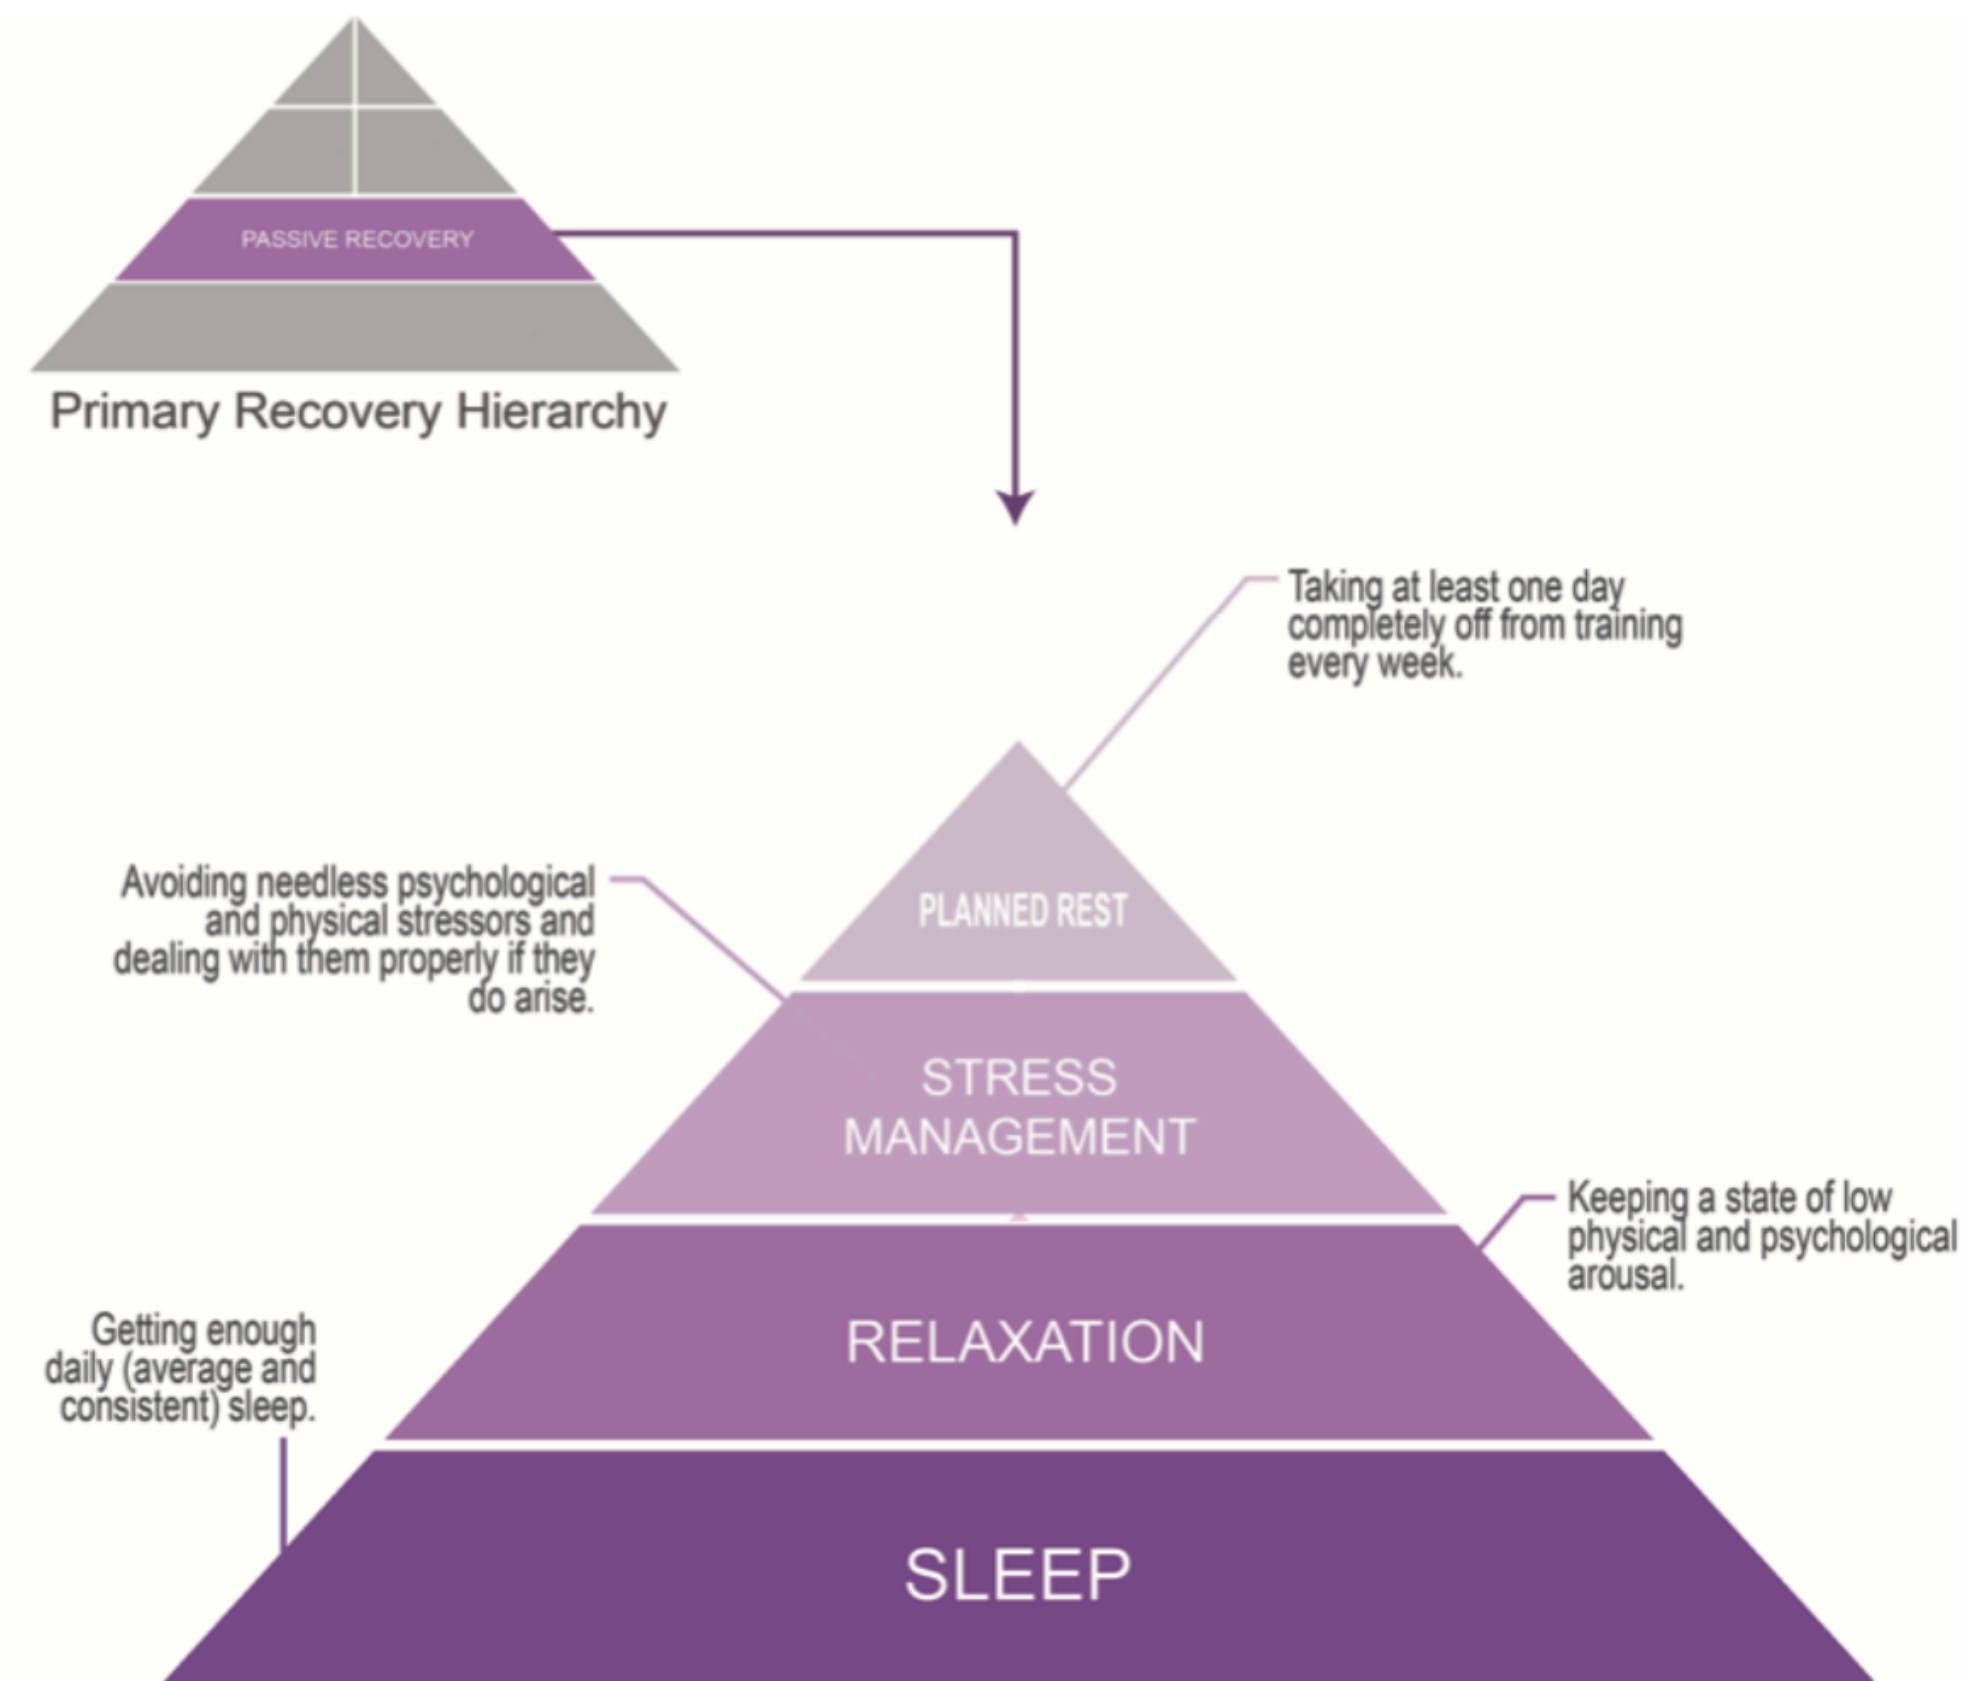 PASSIVE RECOVERY
Primary Recovery Hierarchy
Taking at least one day
completely off from training
every week.
PLANNED REST
Avoiding needless psychological
and physical stressors and
dealing with them properly if they
do arise.
STRESS
MANAGEMENT
Keeping a state of low
physical and psychological
arousal.
RELAXATION
Getting enough
daily (average and
consistent) sleep.
SLEEP